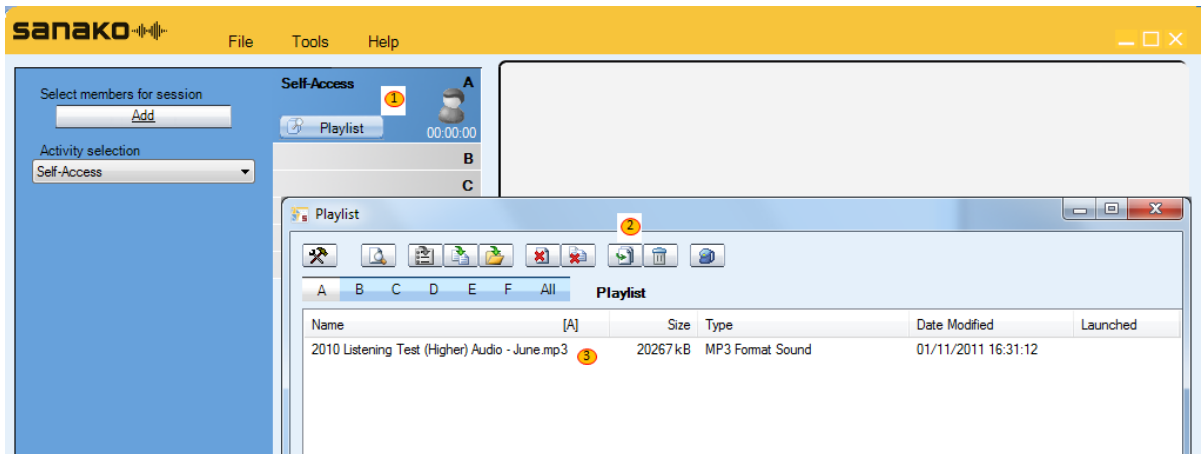 sanako
File Tools Help
Select members for session
Add
Activity selection
Self-Access
Self-Access A
1
Playlist 00:00:00
B
C
Playlist
2
A B C D E F All Playlist
Name [A] Size Type Date Modified Launched
2010 Listening Test (Higher) Audio - June.mp3 3 20267 kB MP3 Format Sound 01/11/2011 16:31:12